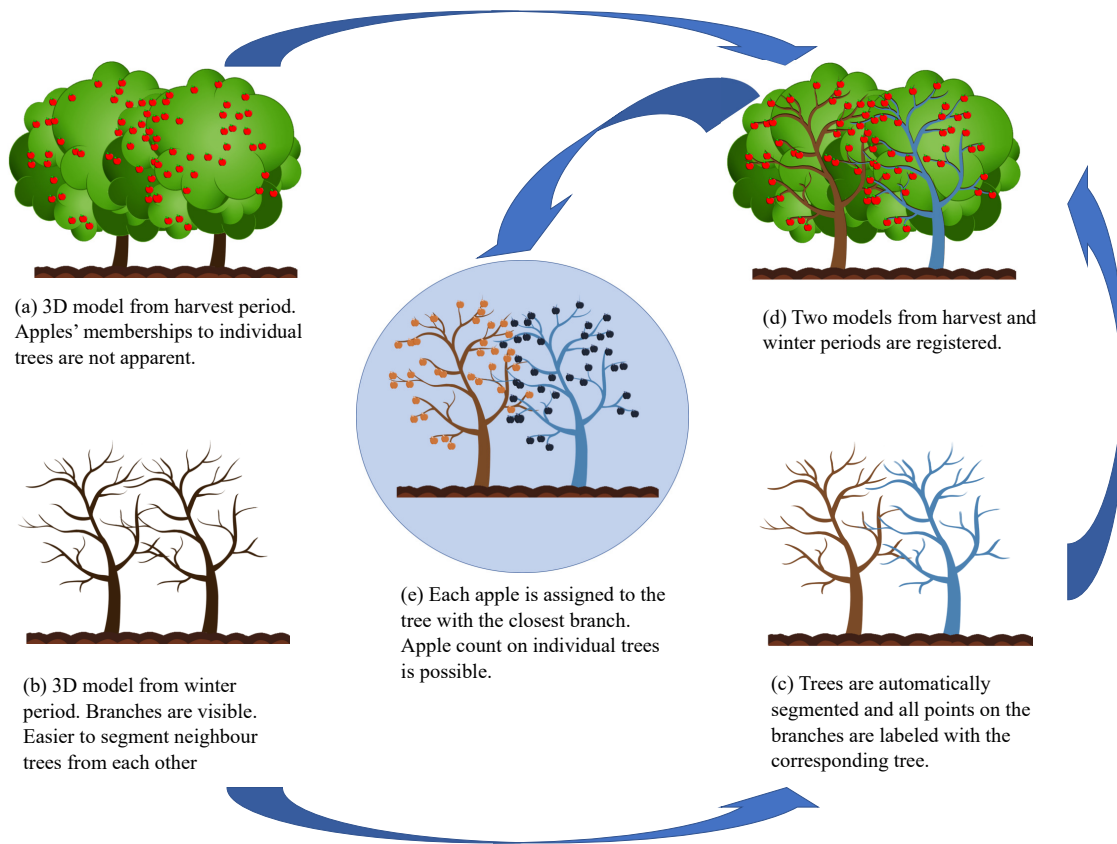 (a) 3D model from harvest period.
Apples’ memberships to individual
trees are not apparent.
(b) 3D model from winter
period. Branches are visible.
Easier to segment neighbour
trees from each other
(c) Trees are automatically
segmented and all points on the
branches are labeled with the
corresponding tree.
(d) Two models from harvest and
winter periods are registered.
(e) Each apple is assigned to the
tree with the closest branch.
Apple count on individual trees
is possible.